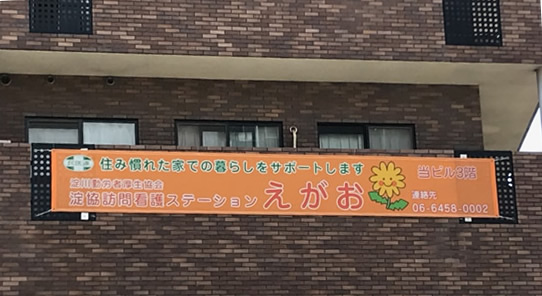 住み慣れた家での暮らしをサポートします
淀川勤労者厚生協会
淀協訪問看護ステーション えがお
当ビル3階
連絡先
06-6458-0002